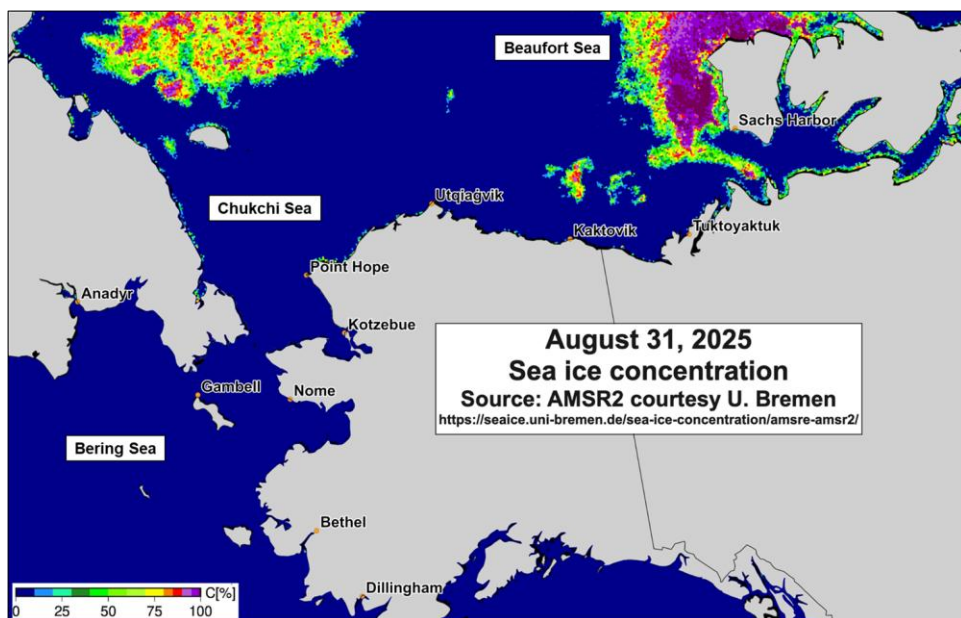 Beaufort Sea
Sachs Harbor
Utqiaġvik
Chukchi Sea
Kaktovik
Tuktoyaktuk
Point Hope
Anadyr
Kotzebue
August 31, 2025
Sea ice concentration
Source: AMSR2 courtesy U. Bremen
https://seaice.uni-bremen.de/sea-ice-concentration/amsre-amsr2/
Gambell
Nome
Bering Sea
Bethel
Dillingham
C[%]
0 25 50 75 100